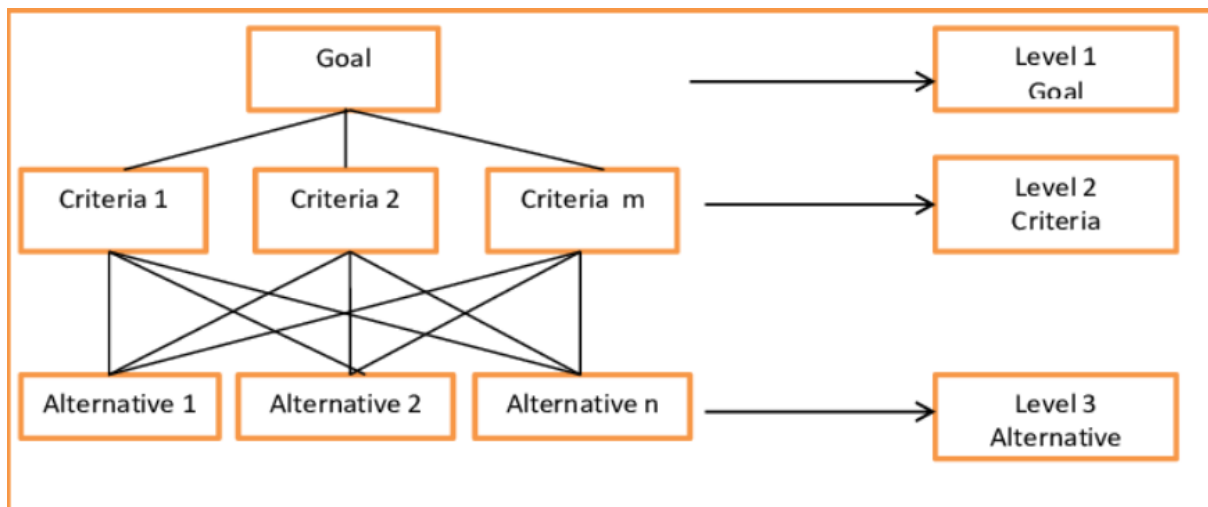 Goal
Level 1
Goal
Criteria 1
Criteria 2
Criteria m
Level 2
Criteria
Alternative 1
Alternative 2
Alternative n
Level 3
Alternative